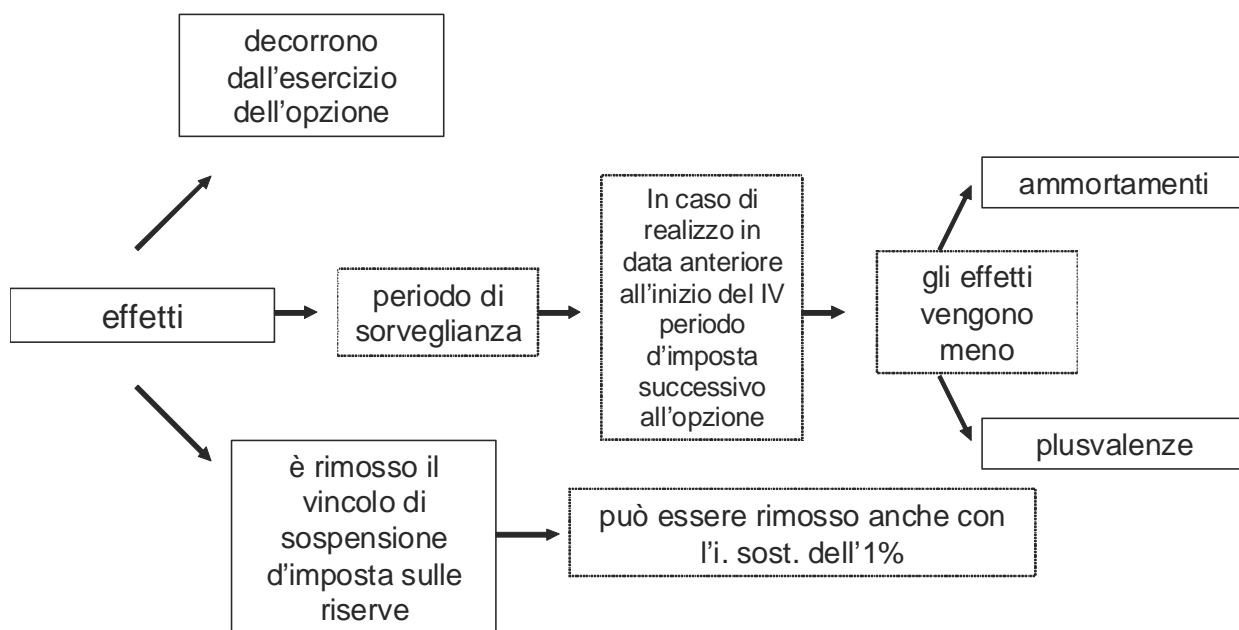 decorrono
dall'esercizio
dell'opzione
effetti
periodo di
sorveglianza
In caso di
realizzo in
data anteriore
all'inizio del IV
periodo
d'imposta
successivo
all'opzione
gli effetti
vengono
meno
ammortamenti
plusvalenze
è rimosso il
vincolo di
sospensione
d'imposta sulle
riserve
può essere rimosso anche con
l'i. sost. dell'1%